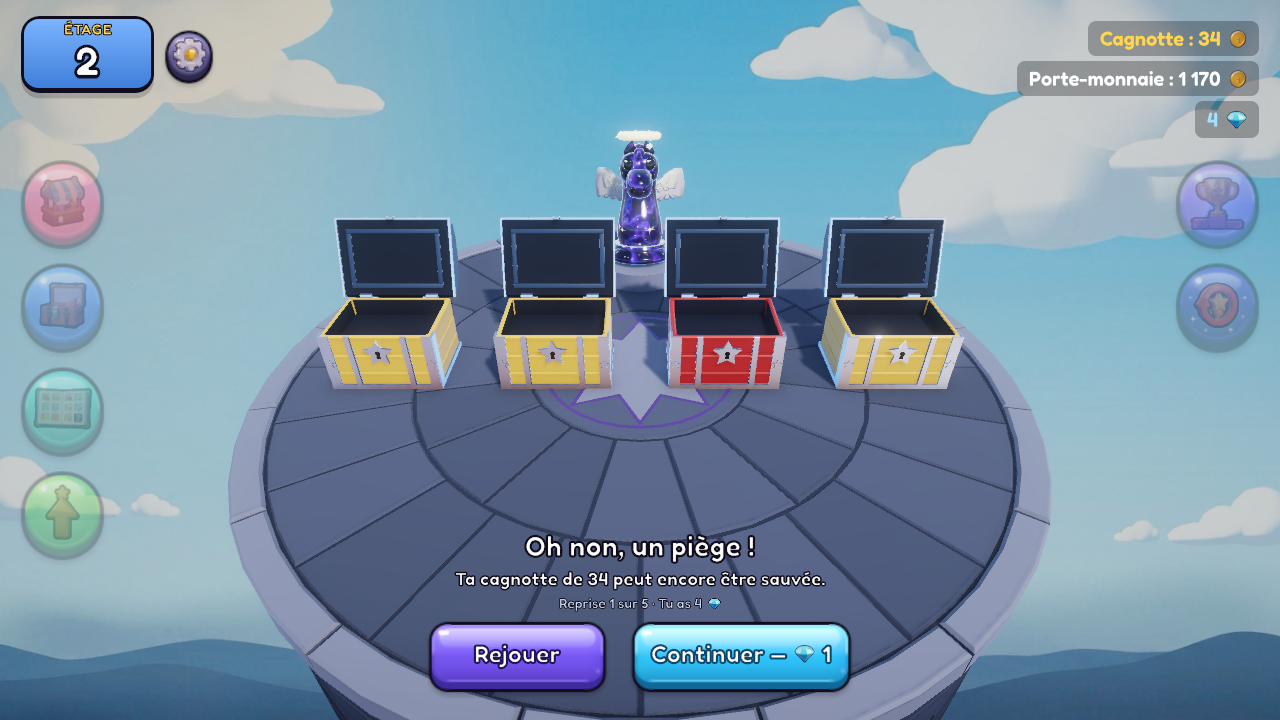 ÉTAGE
2
Cagnotte : 34
Porte-monnaie : 1 170
4
Oh non, un piège !
Ta cagnotte de 34 peut encore être sauvée.
Reprise 1 sur 5 · Tu as 4
Rejouer
Continuer — 1